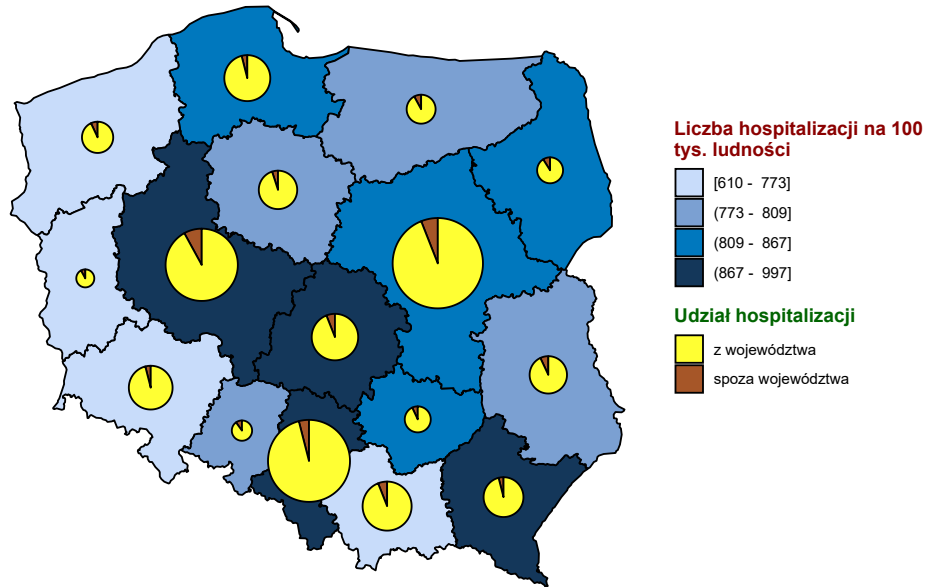 Liczba hospitalizacji na 100
tys. ludności
[610 - 773]
(773 - 809]
(809 - 867]
(867 - 997]
Udział hospitalizacji
z województwa
spoza województwa